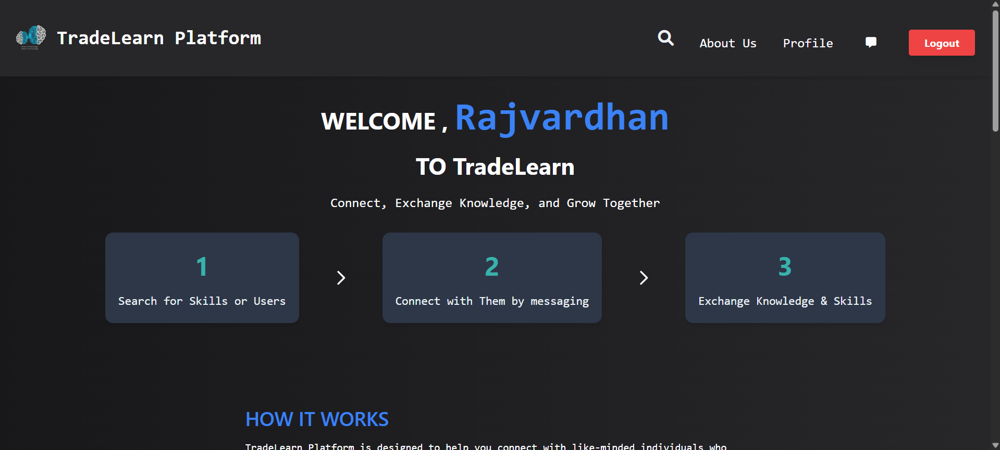 TradeLearn Platform
About Us
Profile
Logout
WELCOME , Rajvardhan
TO TradeLearn
Connect, Exchange Knowledge, and Grow Together
1
Search for Skills or Users
2
Connect with Them by messaging
3
Exchange Knowledge & Skills
HOW IT WORKS
TradeLearn Platform is designed to help you connect with like-minded individuals who